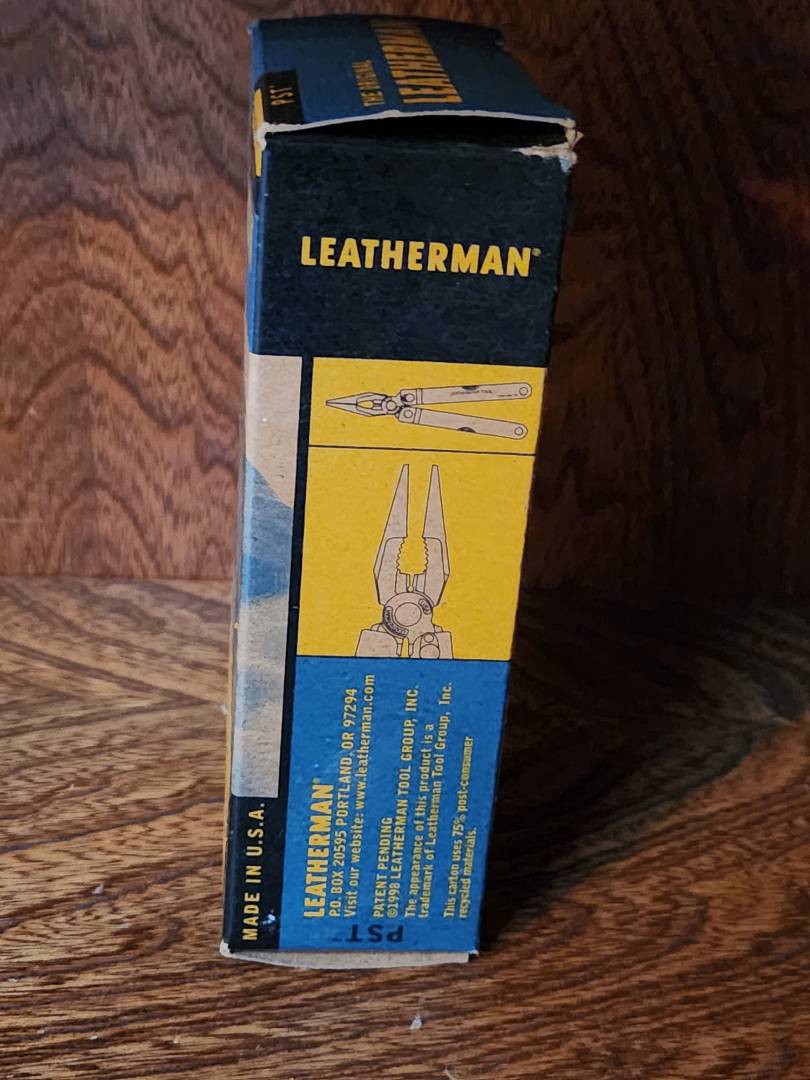 THE ORIGINAL
LEATHERMAN
PST™
LEATHERMAN®
LEATHERMAN®
P.O. BOX 20595 PORTLAND, OR 97294
Visit our website: www.leatherman.com
PATENT PENDING
©1998 LEATHERMAN TOOL GROUP, INC.
The appearance of this product is a
trademark of Leatherman Tool Group, Inc.
This carton uses 75% post-consumer
recycled materials.
PST™
MADE IN U.S.A.